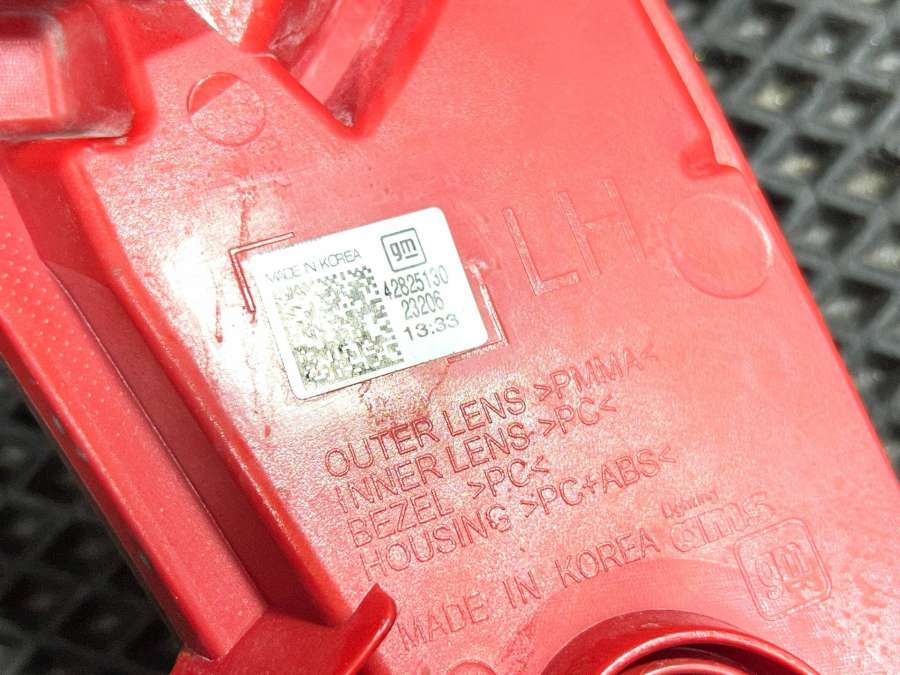 MADE IN KOREA
gm
42825130
23206
13:33
LH
OUTER LENS >PMMA<
INNER LENS >PC<
BEZEL >PC<
HOUSING >PC+ABS<
MADE IN KOREA
gm